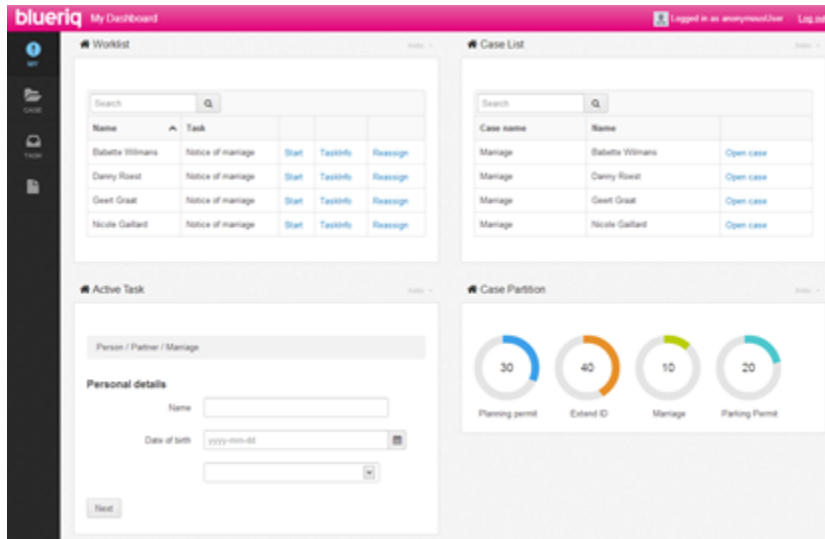 blueriq My Dashboard
Logged in as anonymousUser Log out
MY
CASE
TASK
Worklist
Search
Name Task
Babette Wilmans Notice of marriage Start TaskInfo Reassign
Danny Roest Notice of marriage Start TaskInfo Reassign
Geert Graat Notice of marriage Start TaskInfo Reassign
Nicole Gaillard Notice of marriage Start TaskInfo Reassign
Case List
Search
Case name Name
Marriage Babette Wilmans Open case
Marriage Danny Roest Open case
Marriage Geert Graat Open case
Marriage Nicole Gaillard Open case
Active Task
Person / Partner / Marriage
Personal details
Name
Date of birth yyyy-mm-dd
Next
Case Partition
30 40 10 20
Planning permit Extend ID Marriage Parking Permit